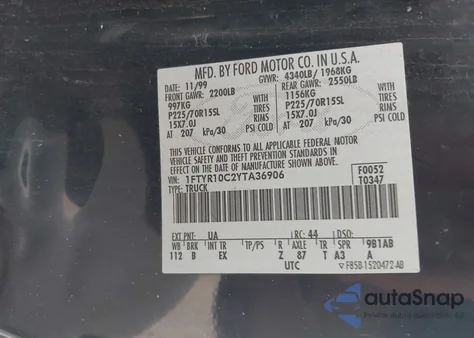 MFD. BY FORD MOTOR CO. IN U.S.A.
DATE: 11/99 GVWR: 4340LB/ 1968KG
FRONT GAWR: 2200LB REAR GAWR: 2550LB
997KG WITH 1156KG WITH
P225/70R15SL TIRES P225/70R15SL TIRES
15X7.0J RIMS 15X7.0J RIMS
AT 207 kPa/30 PSI COLD AT 207 kPa/30 PSI COLD
THIS VEHICLE CONFORMS TO ALL APPLICABLE FEDERAL MOTOR
VEHICLE SAFETY AND THEFT PREVENTION STANDARDS IN EFFECT ON THE
DATE OF MANUFACTURE SHOWN ABOVE.
VIN: 1FTYR10C2YTA36906 F0052
TYPE: TRUCK T0347
EXT PNT: UA RC: 44 DSO:
WB BRK INT TR TP/PS R AXLE TR SPR 9B1AB
112 B EX Z 87 T A3 A
UTC F85B-1520472-AB
autoSnap